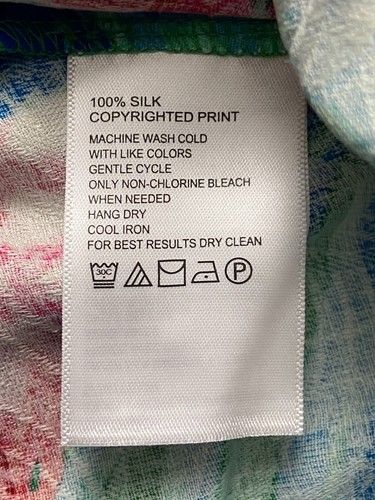 100% SILK
COPYRIGHTED PRINT
MACHINE WASH COLD
WITH LIKE COLORS
GENTLE CYCLE
ONLY NON-CHLORINE BLEACH
WHEN NEEDED
HANG DRY
COOL IRON
FOR BEST RESULTS DRY CLEAN
30C P